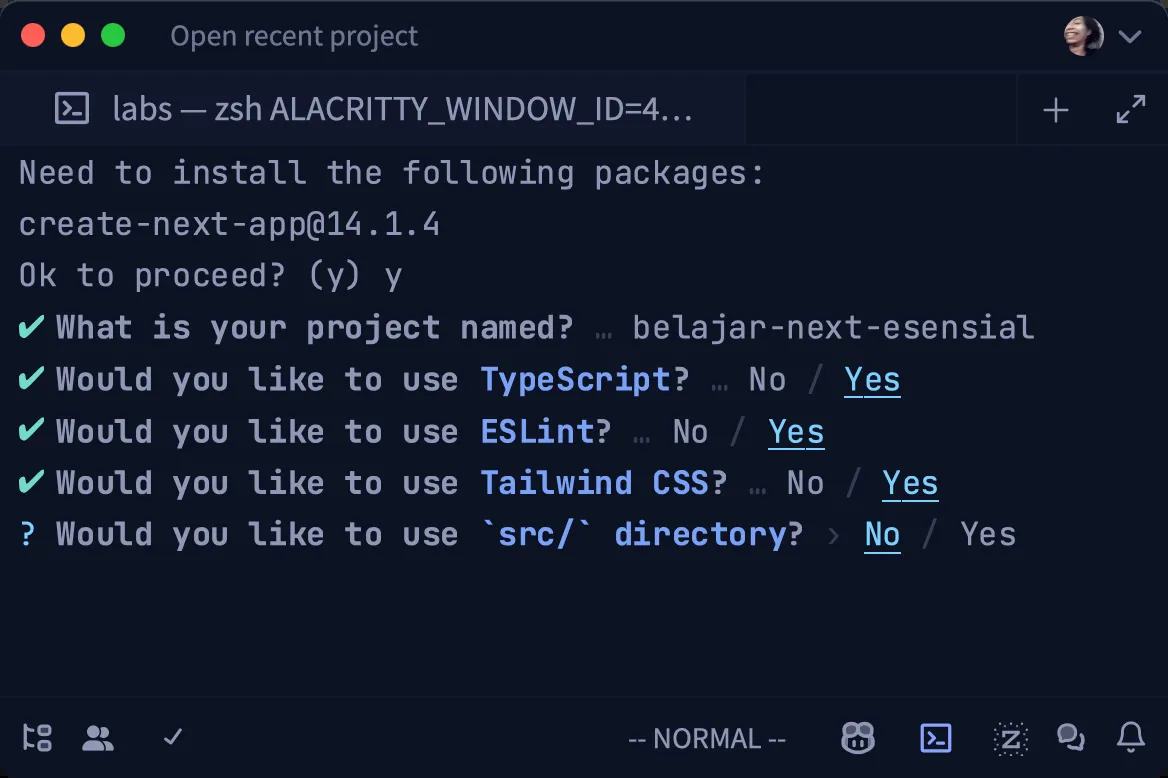 Open recent project
labs — zsh ALACRITTY_WINDOW_ID=4…
Need to install the following packages:
create-next-app@14.1.4
Ok to proceed? (y) y
✔ What is your project named? … belajar-next-esensial
✔ Would you like to use TypeScript? … No / Yes
✔ Would you like to use ESLint? … No / Yes
✔ Would you like to use Tailwind CSS? … No / Yes
? Would you like to use `src/` directory? › No / Yes
-- NORMAL --